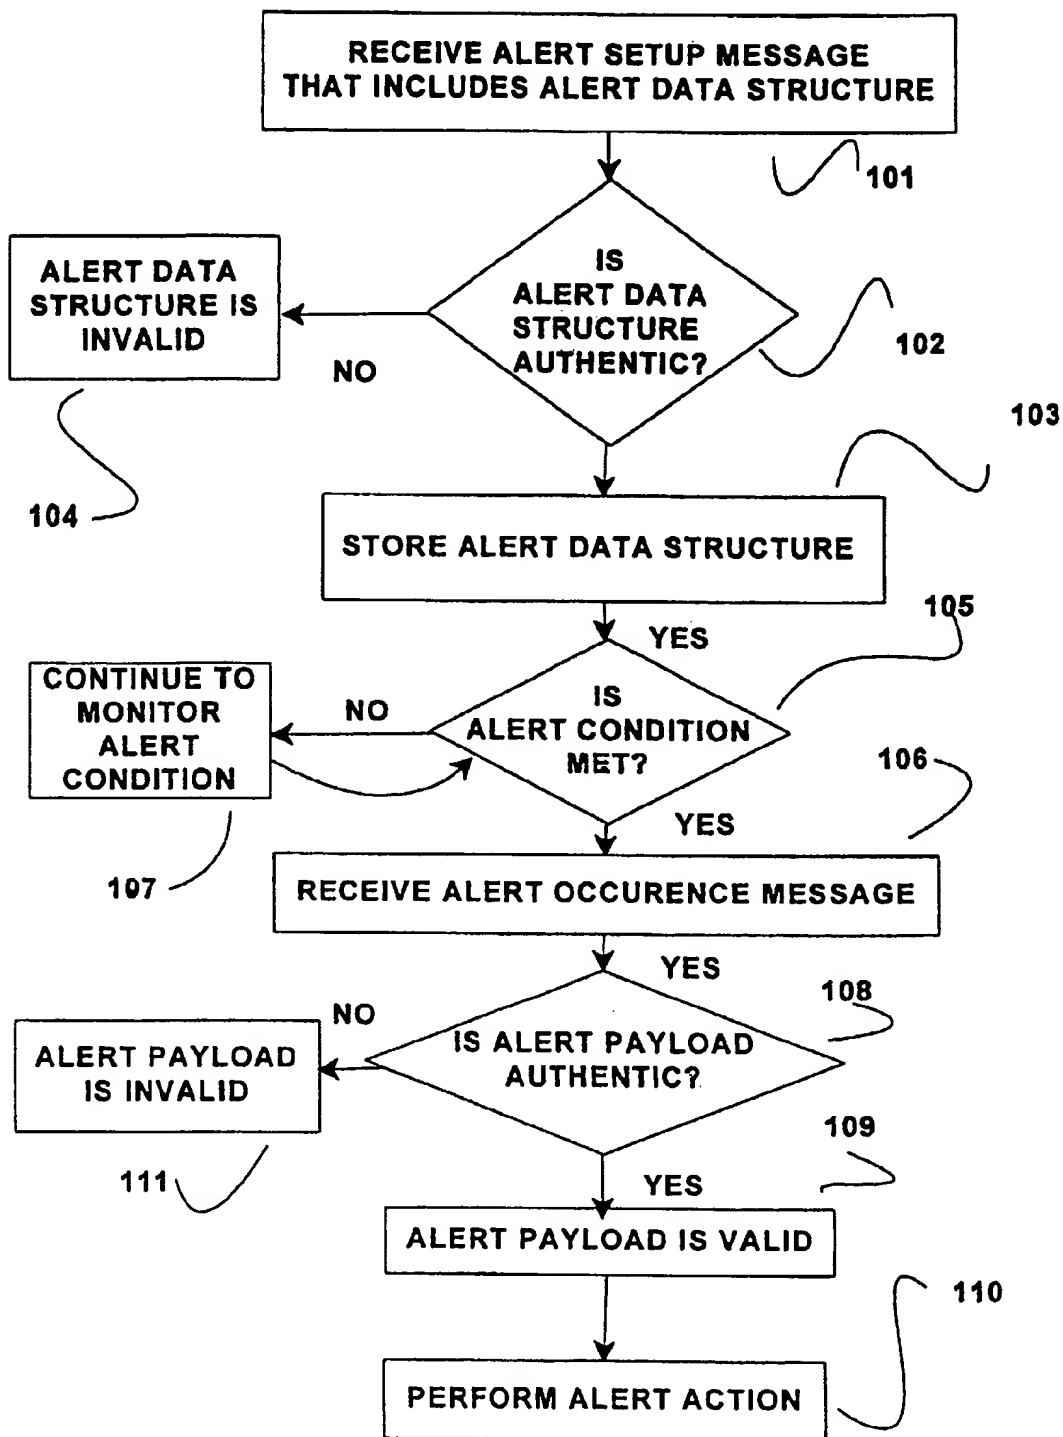 RECEIVE ALERT SETUP MESSAGE
THAT INCLUDES ALERT DATA STRUCTURE
101
IS
ALERT DATA
STRUCTURE
AUTHENTIC?
102
ALERT DATA
STRUCTURE IS
INVALID
NO
104
103
STORE ALERT DATA STRUCTURE
YES
105
IS
ALERT CONDITION
MET?
NO
CONTINUE TO
MONITOR
ALERT
CONDITION
107
YES
106
RECEIVE ALERT OCCURENCE MESSAGE
YES
108
IS ALERT PAYLOAD
AUTHENTIC?
NO
ALERT PAYLOAD
IS INVALID
111
YES
109
ALERT PAYLOAD IS VALID
110
PERFORM ALERT ACTION